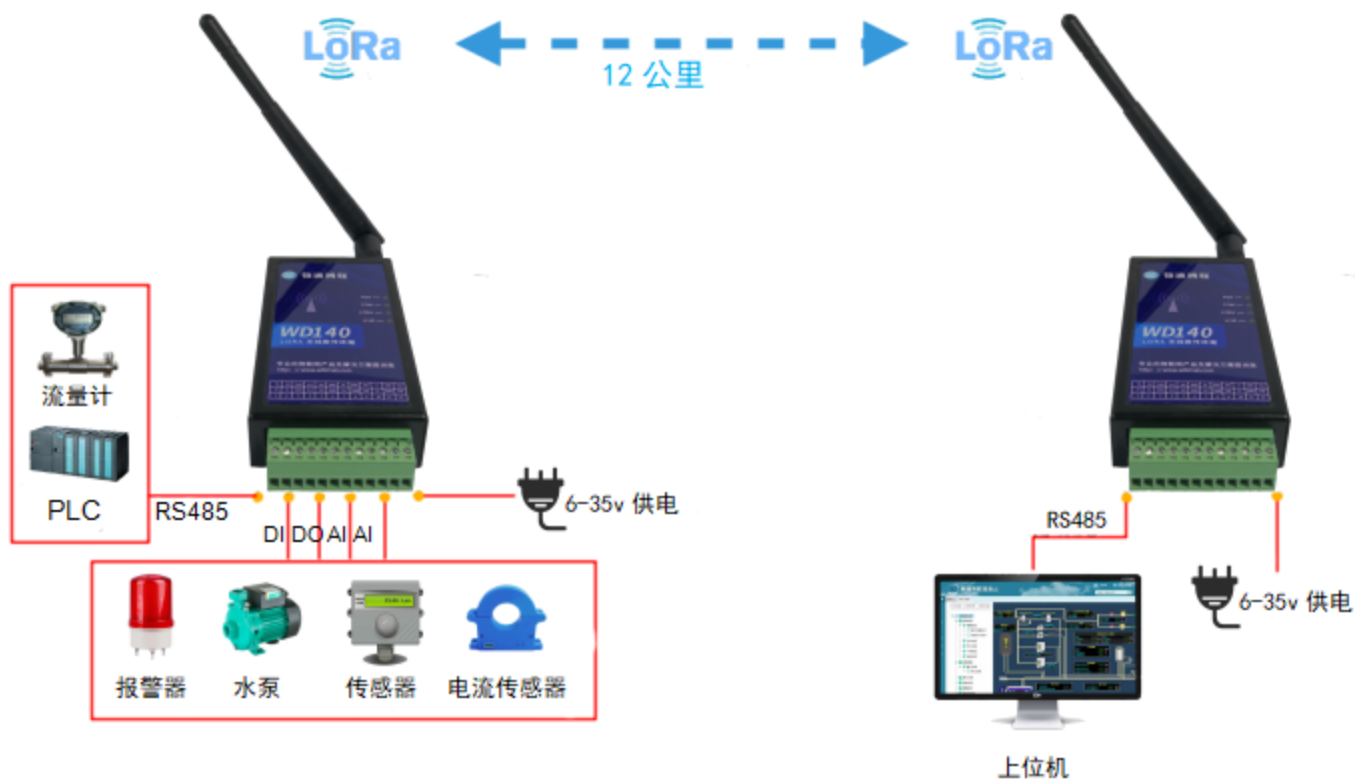 LoRa
LoRa
12 公里
WD140
WD140
流量计
PLC
RS485
DI DO AI AI
6-35v 供电
RS485
6-35v 供电
报警器
水泵
传感器
电流传感器
上位机